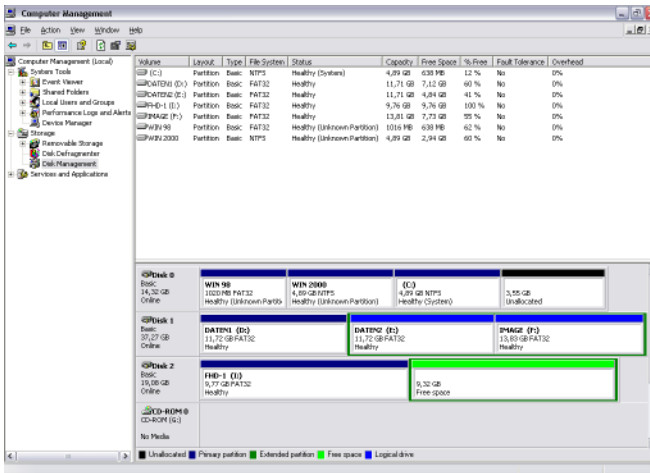 Computer Management
File Action View Window Help
Computer Management (Local)
System Tools
Event Viewer
Shared Folders
Local Users and Groups
Performance Logs and Alerts
Device Manager
Storage
Removable Storage
Disk Defragmenter
Disk Management
Services and Applications
Volume Layout Type File System Status Capacity Free Space % Free Fault Tolerance Overhead
(C:) Partition Basic NTFS Healthy (System) 4,89 GB 638 MB 12 % No 0%
DATEN1 (D:) Partition Basic FAT32 Healthy 11,71 GB 7,12 GB 60 % No 0%
DATEN2 (E:) Partition Basic FAT32 Healthy 11,71 GB 4,84 GB 41 % No 0%
FHD-1 (I:) Partition Basic FAT32 Healthy 9,76 GB 9,76 GB 100 % No 0%
IMAGE (F:) Partition Basic FAT32 Healthy 13,81 GB 7,73 GB 55 % No 0%
WIN 98 Partition Basic FAT32 Healthy (Unknown Partition) 1016 MB 638 MB 62 % No 0%
WIN 2000 Partition Basic NTFS Healthy (Unknown Partition) 4,89 GB 2,94 GB 60 % No 0%
Disk 0
Basic
14,32 GB
Online
WIN 98
1020 MB FAT32
Healthy (Unknown Partiti
WIN 2000
4,89 GB NTFS
Healthy (Unknown Partition)
(C:)
4,89 GB NTFS
Healthy (System)
3,55 GB
Unallocated
Disk 1
Basic
37,27 GB
Online
DATEN1 (D:)
11,72 GB FAT32
Healthy
DATEN2 (E:)
11,72 GB FAT32
Healthy
IMAGE (F:)
13,83 GB FAT32
Healthy
Disk 2
Basic
19,08 GB
Online
FHD-1 (I:)
9,77 GB FAT32
Healthy
9,32 GB
Free space
CD-ROM 0
CD-ROM (G:)
No Media
Unallocated Primary partition Extended partition Free space Logical drive